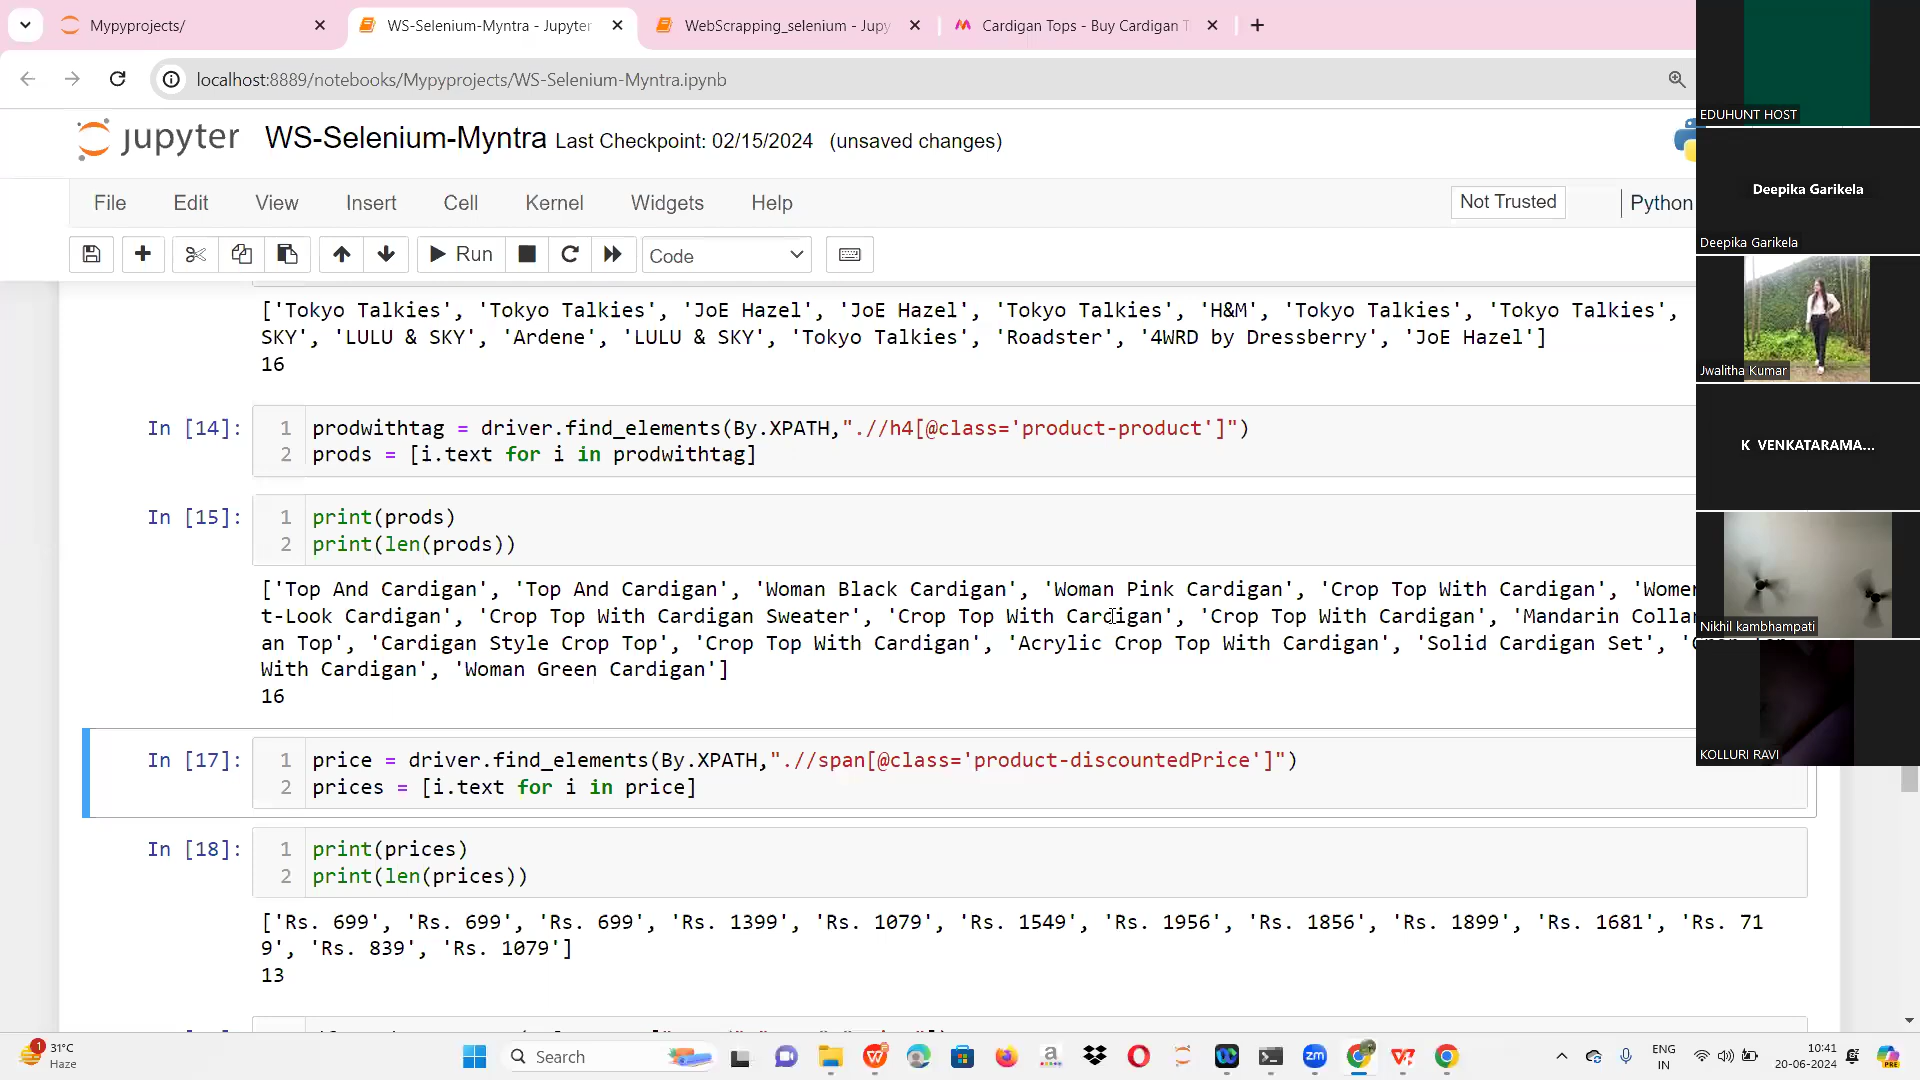 Mypyprojects/
WS-Selenium-Myntra - Jupyter
WebScrapping_selenium - Jupy
Cardigan Tops - Buy Cardigan T
localhost:8889/notebooks/Mypyprojects/WS-Selenium-Myntra.ipynb
jupyter WS-Selenium-Myntra Last Checkpoint: 02/15/2024 (unsaved changes)
File Edit View Insert Cell Kernel Widgets Help
Not Trusted
Python
Run
Code
['Tokyo Talkies', 'Tokyo Talkies', 'JoE Hazel', 'JoE Hazel', 'Tokyo Talkies', 'H&M', 'Tokyo Talkies', 'Tokyo Talkies',
SKY', 'LULU & SKY', 'Ardene', 'LULU & SKY', 'Tokyo Talkies', 'Roadster', '4WRD by Dressberry', 'JoE Hazel']
16
In [14]:
1 prodwithtag = driver.find_elements(By.XPATH,".//h4[@class='product-product']")
2 prods = [i.text for i in prodwithtag]
In [15]:
1 print(prods)
2 print(len(prods))
['Top And Cardigan', 'Top And Cardigan', 'Woman Black Cardigan', 'Woman Pink Cardigan', 'Crop Top With Cardigan', 'Women
t-Look Cardigan', 'Crop Top With Cardigan Sweater', 'Crop Top With Cardigan', 'Crop Top With Cardigan', 'Mandarin Collar
an Top', 'Cardigan Style Crop Top', 'Crop Top With Cardigan', 'Acrylic Crop Top With Cardigan', 'Solid Cardigan Set',
With Cardigan', 'Woman Green Cardigan']
16
In [17]:
1 price = driver.find_elements(By.XPATH,".//span[@class='product-discountedPrice']")
2 prices = [i.text for i in price]
In [18]:
1 print(prices)
2 print(len(prices))
['Rs. 699', 'Rs. 699', 'Rs. 699', 'Rs. 1399', 'Rs. 1079', 'Rs. 1549', 'Rs. 1956', 'Rs. 1856', 'Rs. 1899', 'Rs. 1681', 'Rs. 71
9', 'Rs. 839', 'Rs. 1079']
13
EDUHUNT HOST
Deepika Garikela
Deepika Garikela
Jwalitha Kumar
K VENKATARAMA...
Nikhil kambhampati
KOLLURI RAVI
1
31°C
Haze
Search
ENG
IN
10:41
20-06-2024
PRE